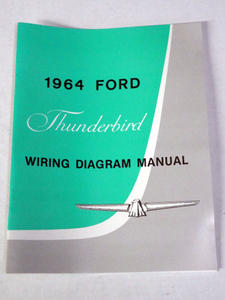 1964 FORD
Thunderbird
WIRING DIAGRAM MANUAL